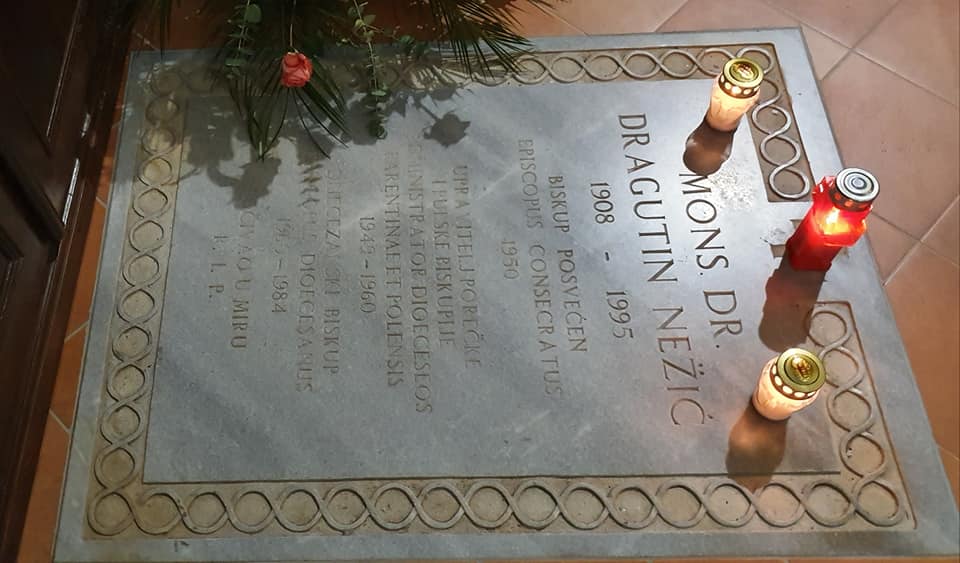 MONS. DR.
DRAGUTIN NEŽIĆ
1908 - 1995
BISKUP POSVEĆEN
EPISCOPUS CONSECRATUS
1950
UPRAVITELJ POREČKE
I PULSKE BISKUPIJE
ADMINISTRATOR DIOECESEOS
PARENTINAE ET POLENSIS
- 1960
BISKUP
DIOECESANUS
- 1984
U MIRU
R. I. P.